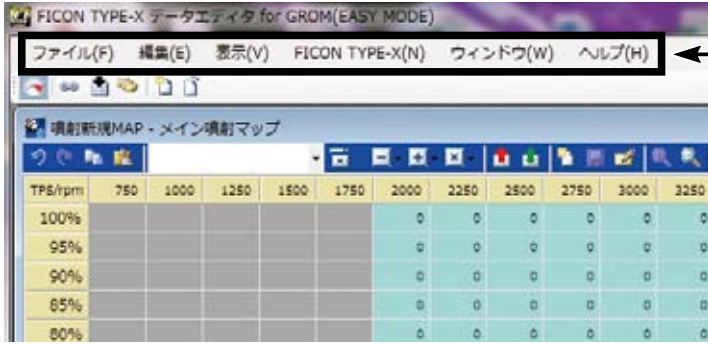 FICON TYPE-X データエディタ for GROM(EASY MODE)
ファイル(F) 編集(E) 表示(V) FICON TYPE-X(N) ウィンドウ(W) ヘルプ(H)
噴射新規MAP - メイン噴射マップ
TPS/rpm 750 1000 1250 1500 1750 2000 2250 2500 2750 3000 3250
100% 0 0 0 0 0 0
95% 0 0 0 0 0 0
90% 0 0 0 0 0 0
85% 0 0 0 0 0 0
80% 0 0 0 0 0 0